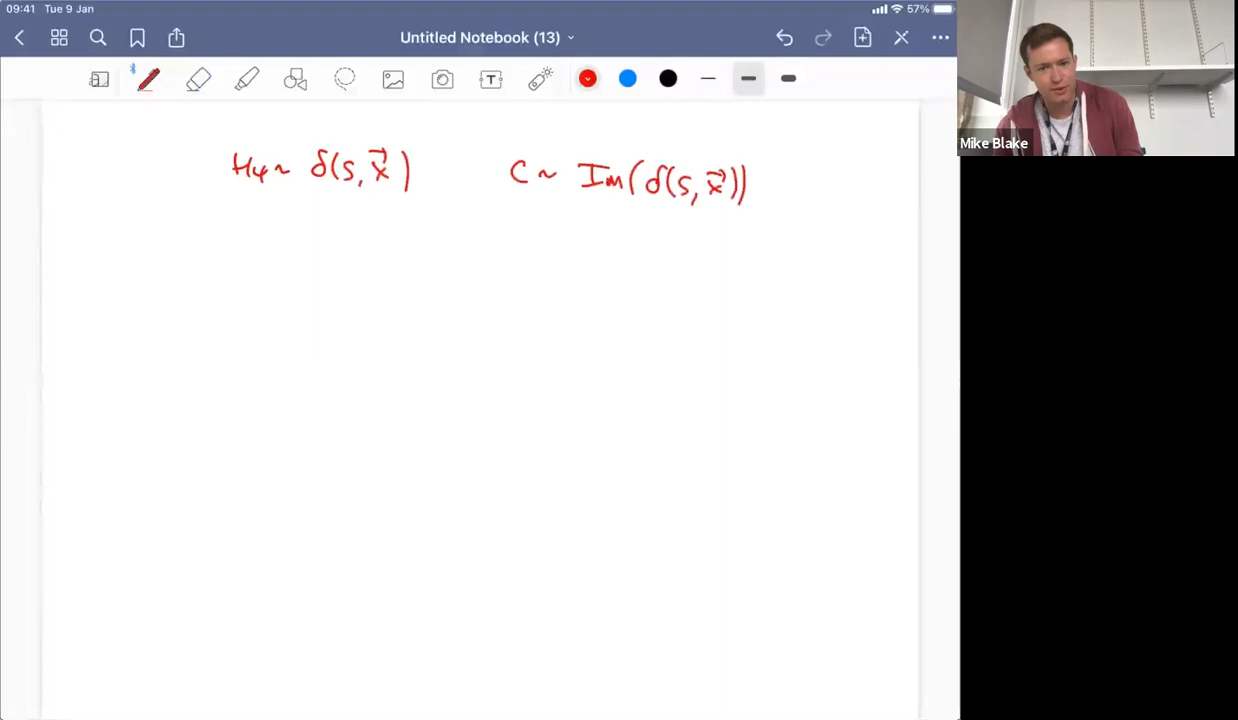 09:41 Tue 9 Jan 57%
Untitled Notebook (13)
T
Mike Blake
H₄~ δ(s, x⃗) C ~ Im(δ(s, x⃗))